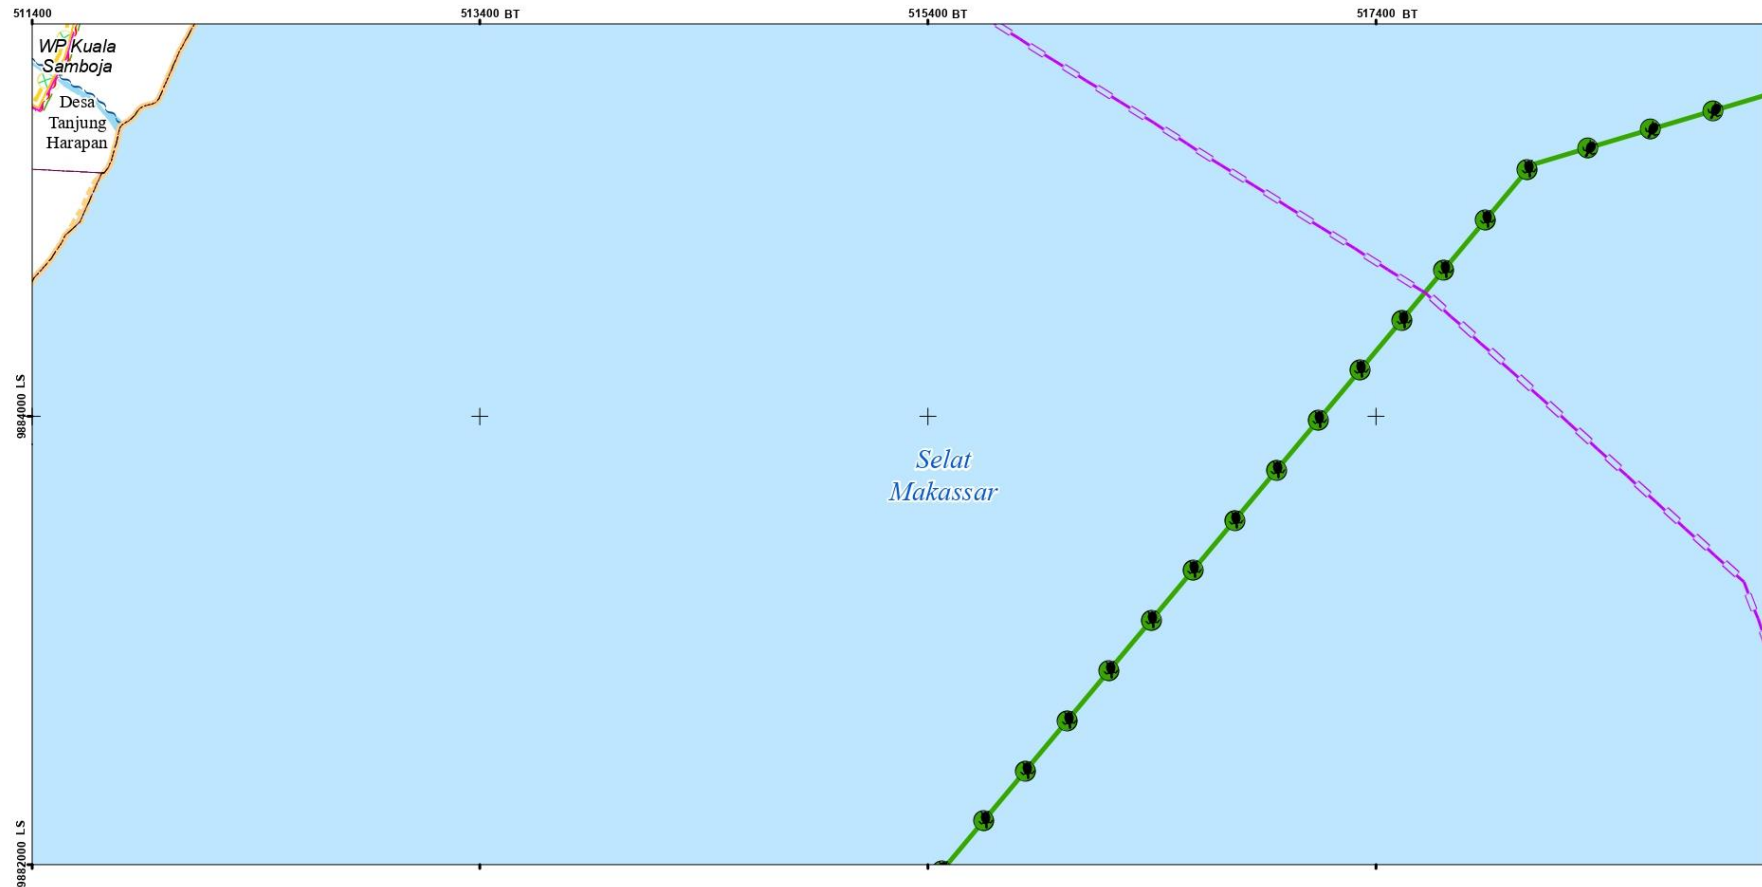 511400
513400 BT
515400 BT
517400 BT
WP Kuala
Samboja
Desa
Tanjung
Harapan
9884000 LS
Selat
Makassar
9882000 LS